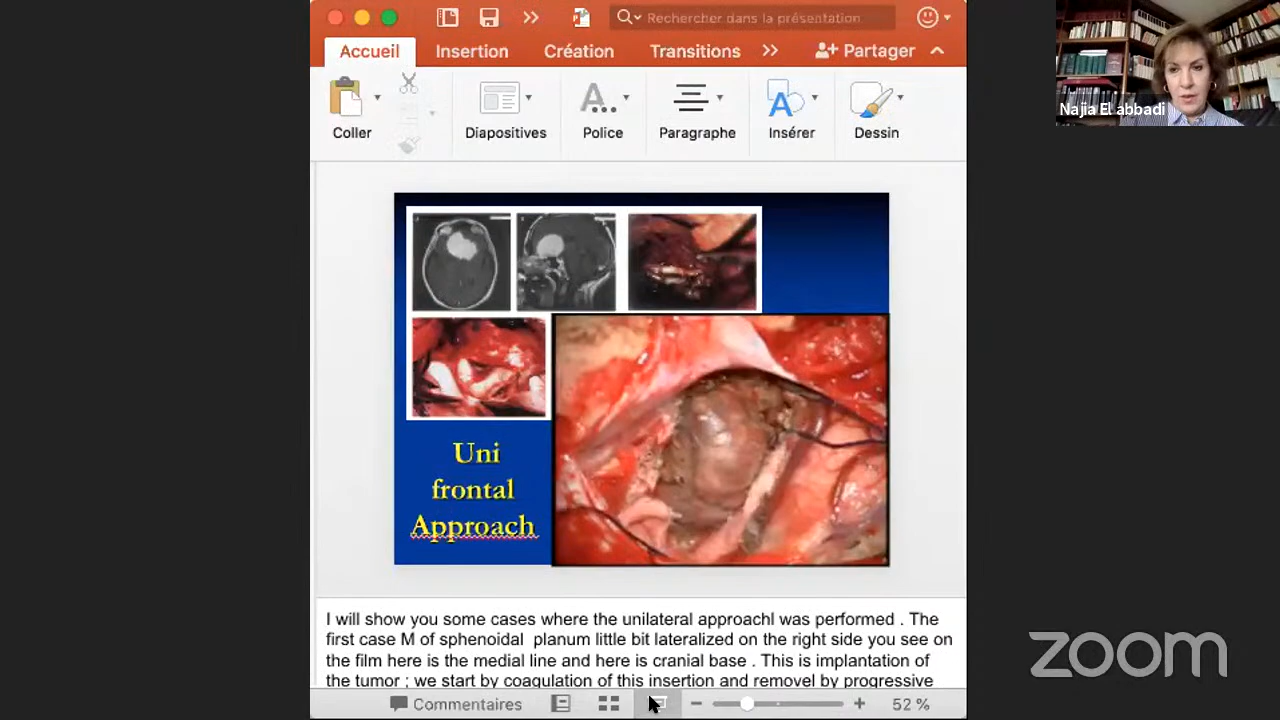 Rechercher dans la présentation
Accueil
Insertion
Création
Transitions
Partager
Coller
Diapositives
Police
Paragraphe
Insérer
Dessin
Najia El abbadi
Uni
frontal
Approach
I will show you some cases where the unilateral approachl was performed . The
first case M of sphenoidal planum little bit lateralized on the right side you see on
the film here is the medial line and here is cranial base . This is implantation of
the tumor ; we start by coagulation of this insertion and removel by progressive
zoom
Commentaires
52 %